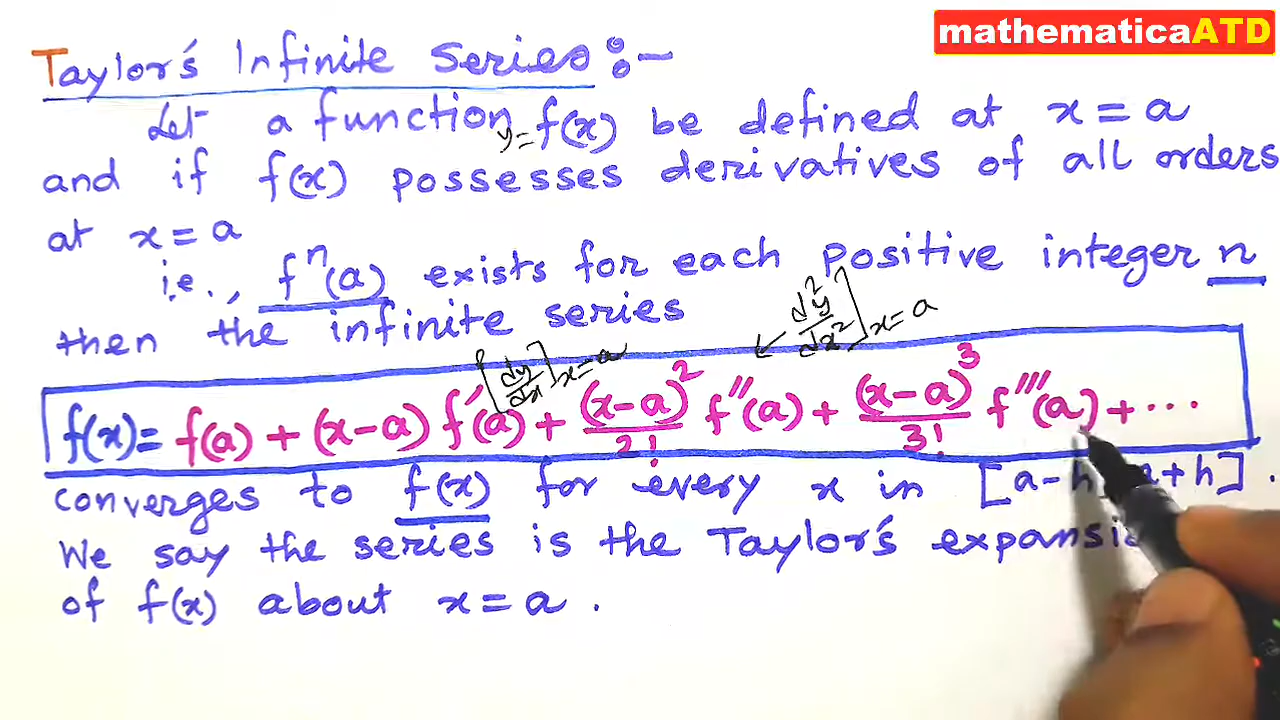 mathematicaATD
Taylor's Infinite Series :-
Let a function y= f(x) be defined at x = a
and if f(x) possesses derivatives of all orders
at x = a
i.e., fⁿ(a) exists for each positive integer n
then the infinite series
[dy/dx]x=a
[d²y/dx²]x=a
f(x)= f(a) + (x-a) f′(a) + (x-a)²/2! f″(a) + (x-a)³/3! f‴(a) + ...
converges to f(x) for every x in [a-h, a+h].
We say the series is the Taylor's
of f(x) about x = a .